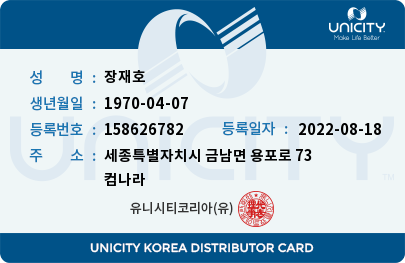 UNICITY
Make Life Better
성 명 : 장재호
생년월일 : 1970-04-07
등록번호 : 158626782 등록일자 : 2022-08-18
주 소 : 세종특별자치시 금남면 용포로 73
컴나라
UNICITY
유니시티코리아(유)
UNICITY KOREA DISTRIBUTOR CARD